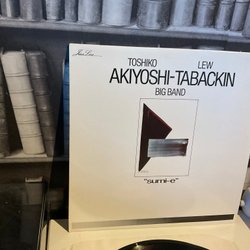 TOSHIKO LEW
AKIYOSHI-TABACKIN
BIG BAND
"sumi-e"